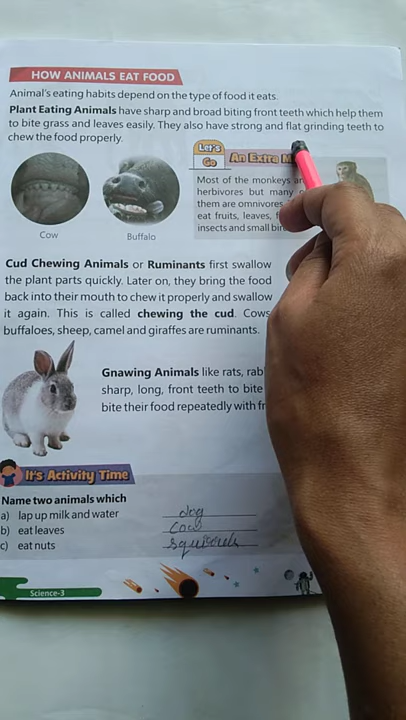 HOW ANIMALS EAT FOOD
Animal's eating habits depend on the type of food it eats.
Plant Eating Animals have sharp and broad biting front teeth which help them
to bite grass and leaves easily. They also have strong and flat grinding teeth to
chew the food properly.
Let's
Go
An Extra
Most of the monkeys
herbivores but many
them are omnivores
eat fruits, leaves,
insects and small
Cow
Buffalo
Cud Chewing Animals or Ruminants first swallow
the plant parts quickly. Later on, they bring the food
back into their mouth to chew it properly and swallow
it again. This is called chewing the cud. Cows
buffaloes, sheep, camel and giraffes are ruminants.
Gnawing Animals like rats,
sharp, long, front teeth to bite
bite their food repeatedly with
It's Activity Time
Name two animals which
a) lap up milk and water dog
b) eat leaves cow
c) eat nuts squirrels
Science-3